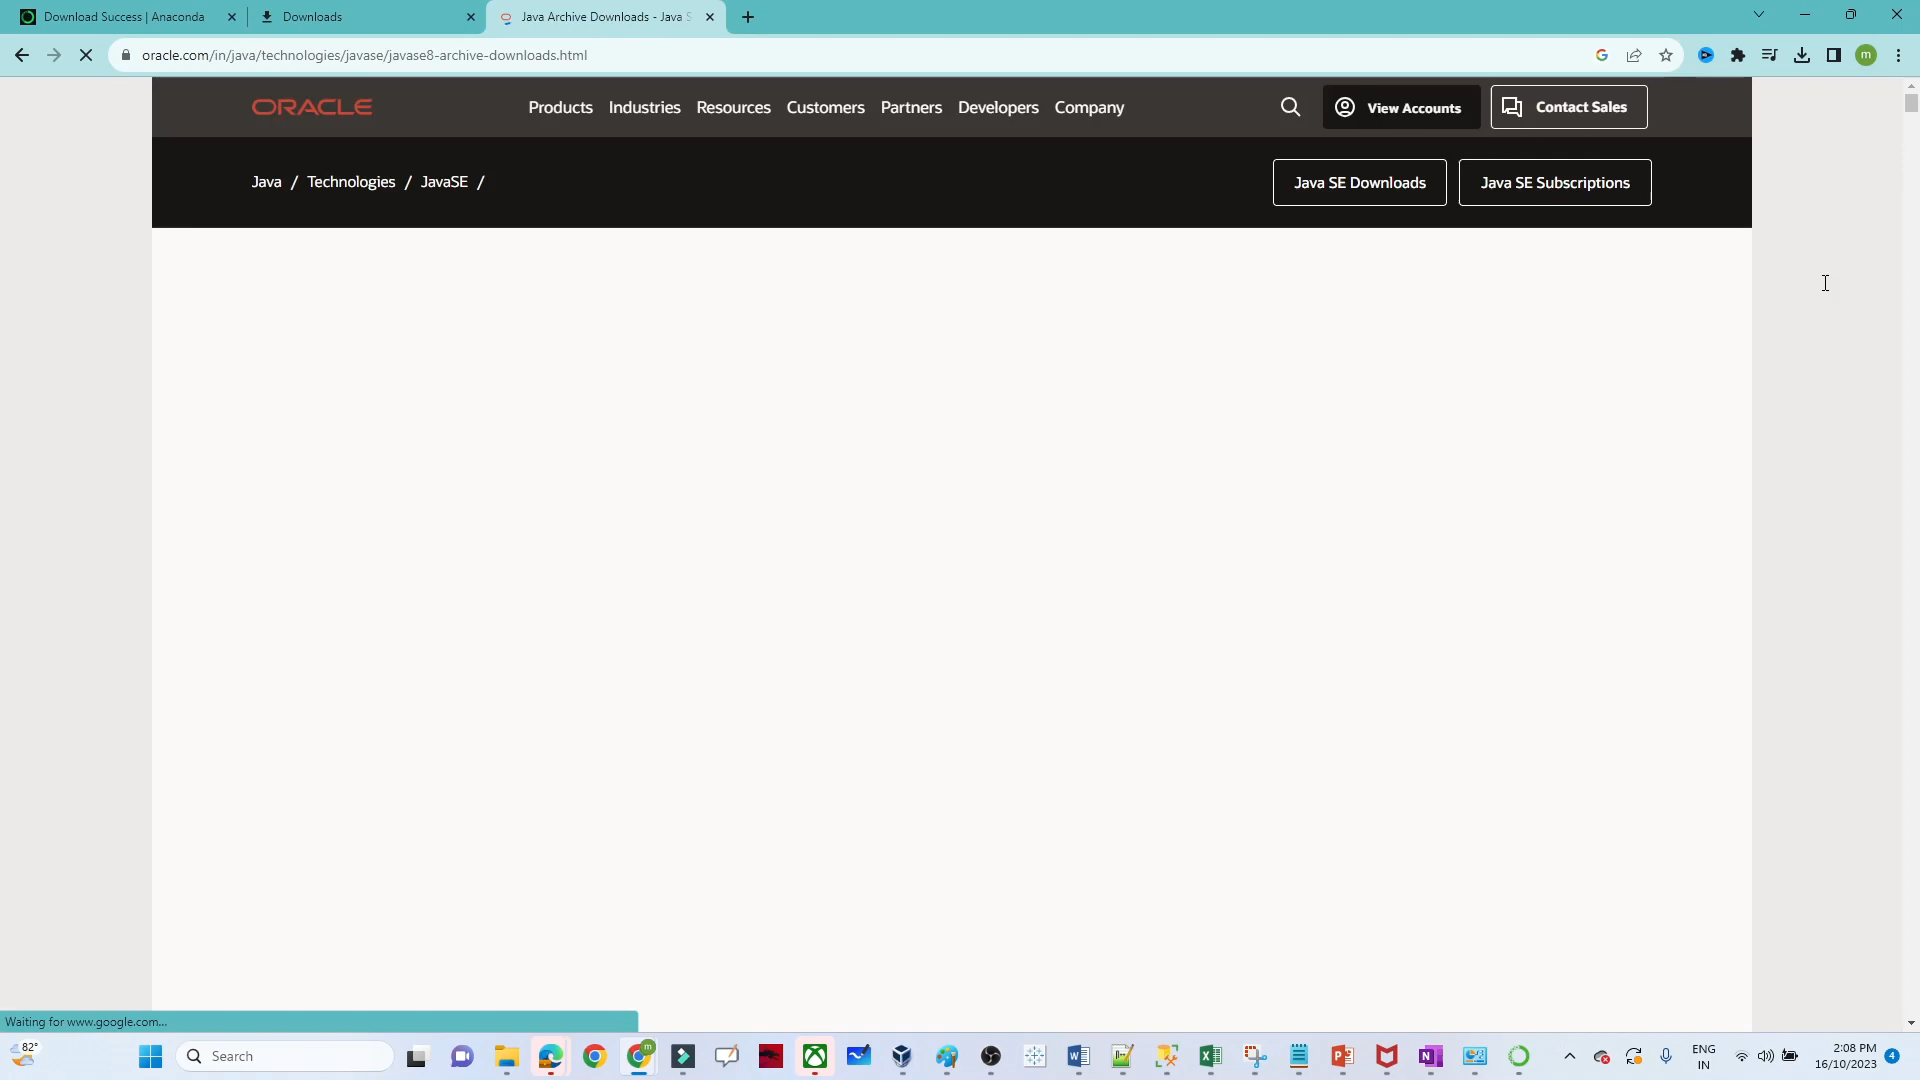 Download Success | Anaconda
Downloads
Java Archive Downloads - Java S
oracle.com/in/java/technologies/javase/javase8-archive-downloads.html
m
ORACLE
Products Industries Resources Customers Partners Developers Company
View Accounts
Contact Sales
Java / Technologies / JavaSE /
Java SE Downloads
Java SE Subscriptions
Waiting for www.google.com...
82°
Search
ENG
IN
2:08 PM
16/10/2023
4